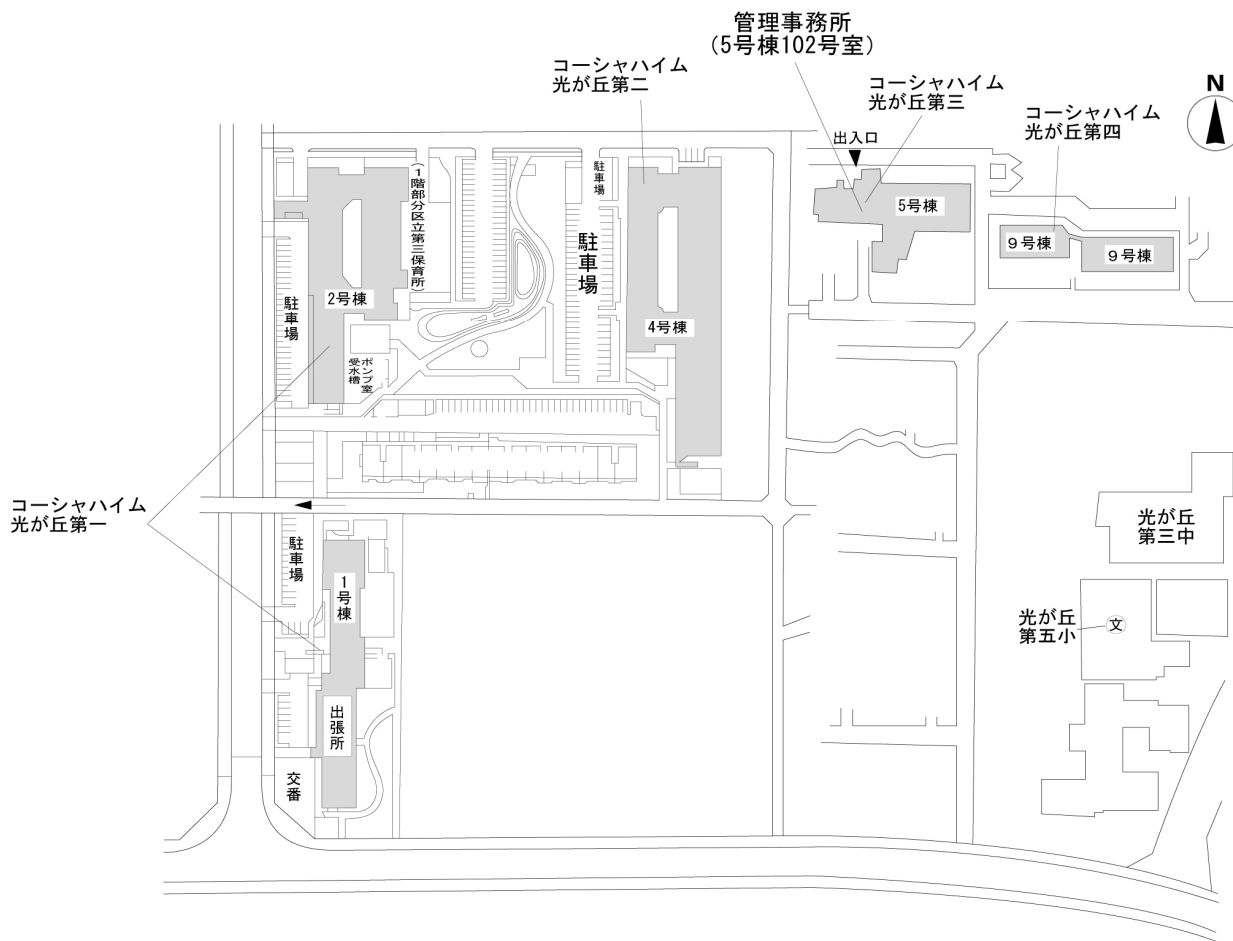 管理事務所
（5号棟102号室）
コーシャハイム
光が丘第二
コーシャハイム
光が丘第三
コーシャハイム
光が丘第四
N
出入口
駐車場
（1階部分区立第三保育所）
5号棟
9号棟
9号棟
駐車場
2号棟
駐車場
4号棟
ポンプ室
受水槽
コーシャハイム
光が丘第一
光が丘
第三中
駐車場
1号棟
光が丘
第五小
文
出張所
交番